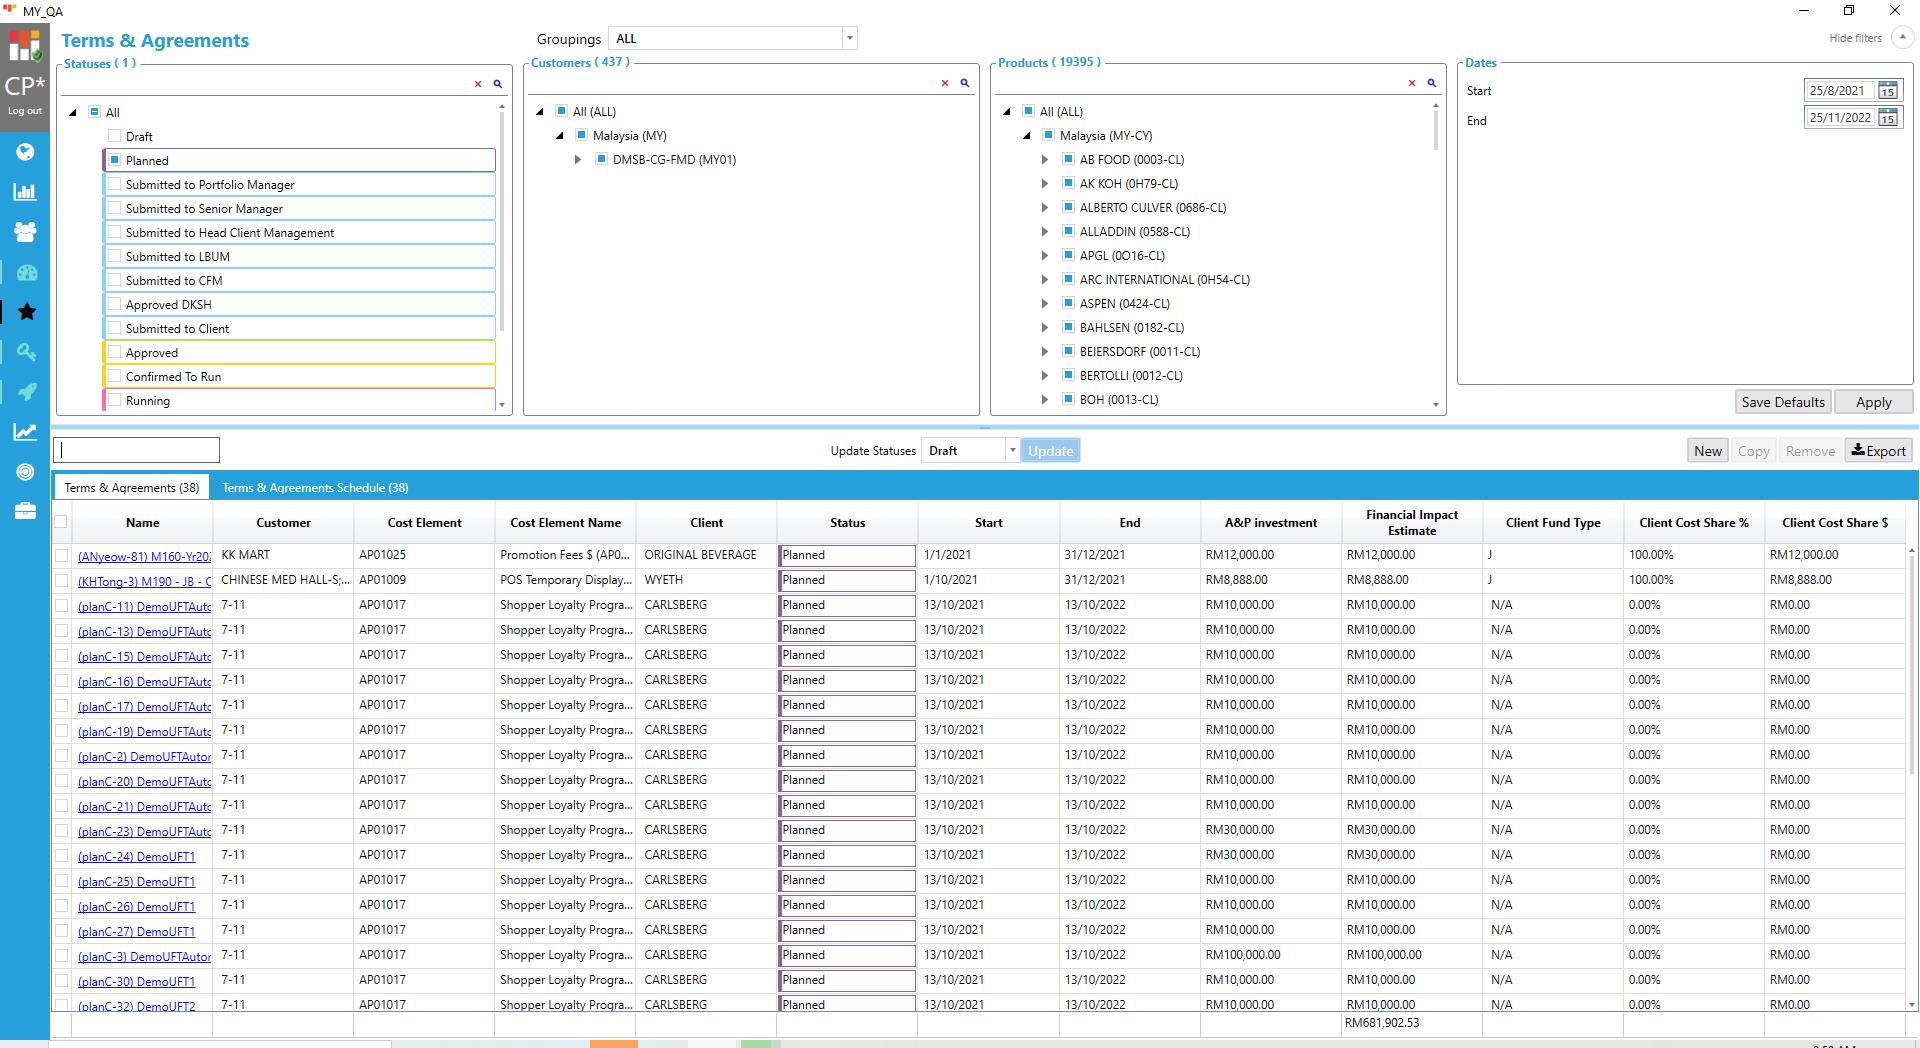 MY_QA
CP*
Log out
Terms & Agreements
Groupings ALL
Hide filters
Statuses ( 1 )
All
Draft
Planned
Submitted to Portfolio Manager
Submitted to Senior Manager
Submitted to Head Client Management
Submitted to LBUM
Submitted to CFM
Approved DKSH
Submitted to Client
Approved
Confirmed To Run
Running
Customers ( 437 )
All (ALL)
Malaysia (MY)
DMSB-CG-FMD (MY01)
Products ( 19395 )
All (ALL)
Malaysia (MY-CY)
AB FOOD (0003-CL)
AK KOH (0H79-CL)
ALBERTO CULVER (0686-CL)
ALLADDIN (0588-CL)
APGL (0O16-CL)
ARC INTERNATIONAL (0H54-CL)
ASPEN (0424-CL)
BAHLSEN (0182-CL)
BEIERSDORF (0011-CL)
BERTOLLI (0012-CL)
BOH (0013-CL)
Dates
Start 25/8/2021 15
End 25/11/2022 15
Save Defaults Apply
Update Statuses Draft Update
New Copy Remove Export
Terms & Agreements (38) Terms & Agreements Schedule (38)
Name Customer Cost Element Cost Element Name Client Status Start End A&P investment Financial Impact Estimate Client Fund Type Client Cost Share % Client Cost Share $
(ANyeow-81) M160-Yr202 KK MART AP01025 Promotion Fees $ (AP0... ORIGINAL BEVERAGE Planned 1/1/2021 31/12/2021 RM12,000.00 RM12,000.00 J 100.00% RM12,000.00
(KHTong-3) M190 - JB - C CHINESE MED HALL-S;... AP01009 POS Temporary Display... WYETH Planned 1/10/2021 31/12/2021 RM8,888.00 RM8,888.00 J 100.00% RM8,888.00
(planC-11) DemoUFTAuto 7-11 AP01017 Shopper Loyalty Progra... CARLSBERG Planned 13/10/2021 13/10/2022 RM10,000.00 RM10,000.00 N/A 0.00% RM0.00
(planC-13) DemoUFTAuto 7-11 AP01017 Shopper Loyalty Progra... CARLSBERG Planned 13/10/2021 13/10/2022 RM10,000.00 RM10,000.00 N/A 0.00% RM0.00
(planC-15) DemoUFTAuto 7-11 AP01017 Shopper Loyalty Progra... CARLSBERG Planned 13/10/2021 13/10/2022 RM10,000.00 RM10,000.00 N/A 0.00% RM0.00
(planC-16) DemoUFTAuto 7-11 AP01017 Shopper Loyalty Progra... CARLSBERG Planned 13/10/2021 13/10/2022 RM10,000.00 RM10,000.00 N/A 0.00% RM0.00
(planC-17) DemoUFTAuto 7-11 AP01017 Shopper Loyalty Progra... CARLSBERG Planned 13/10/2021 13/10/2022 RM10,000.00 RM10,000.00 N/A 0.00% RM0.00
(planC-19) DemoUFTAuto 7-11 AP01017 Shopper Loyalty Progra... CARLSBERG Planned 13/10/2021 13/10/2022 RM10,000.00 RM10,000.00 N/A 0.00% RM0.00
(planC-2) DemoUFTAutor 7-11 AP01017 Shopper Loyalty Progra... CARLSBERG Planned 13/10/2021 13/10/2022 RM10,000.00 RM10,000.00 N/A 0.00% RM0.00
(planC-20) DemoUFTAuto 7-11 AP01017 Shopper Loyalty Progra... CARLSBERG Planned 13/10/2021 13/10/2022 RM10,000.00 RM10,000.00 N/A 0.00% RM0.00
(planC-21) DemoUFTAuto 7-11 AP01017 Shopper Loyalty Progra... CARLSBERG Planned 13/10/2021 13/10/2022 RM10,000.00 RM10,000.00 N/A 0.00% RM0.00
(planC-23) DemoUFTAuto 7-11 AP01017 Shopper Loyalty Progra... CARLSBERG Planned 13/10/2021 13/10/2022 RM30,000.00 RM30,000.00 N/A 0.00% RM0.00
(planC-24) DemoUFT1 7-11 AP01017 Shopper Loyalty Progra... CARLSBERG Planned 13/10/2021 13/10/2022 RM30,000.00 RM30,000.00 N/A 0.00% RM0.00
(planC-25) DemoUFT1 7-11 AP01017 Shopper Loyalty Progra... CARLSBERG Planned 13/10/2021 13/10/2022 RM10,000.00 RM10,000.00 N/A 0.00% RM0.00
(planC-26) DemoUFT1 7-11 AP01017 Shopper Loyalty Progra... CARLSBERG Planned 13/10/2021 13/10/2022 RM10,000.00 RM10,000.00 N/A 0.00% RM0.00
(planC-27) DemoUFT1 7-11 AP01017 Shopper Loyalty Progra... CARLSBERG Planned 13/10/2021 13/10/2022 RM10,000.00 RM10,000.00 N/A 0.00% RM0.00
(planC-3) DemoUFTAutor 7-11 AP01017 Shopper Loyalty Progra... CARLSBERG Planned 13/10/2021 13/10/2022 RM100,000.00 RM100,000.00 N/A 0.00% RM0.00
(planC-30) DemoUFT1 7-11 AP01017 Shopper Loyalty Progra... CARLSBERG Planned 13/10/2021 13/10/2022 RM10,000.00 RM10,000.00 N/A 0.00% RM0.00
(planC-32) DemoUFT2 7-11 AP01017 Shopper Loyalty Progra... CARLSBERG Planned 13/10/2021 13/10/2022 RM10,000.00 RM10,000.00 N/A 0.00% RM0.00
RM681,902.53